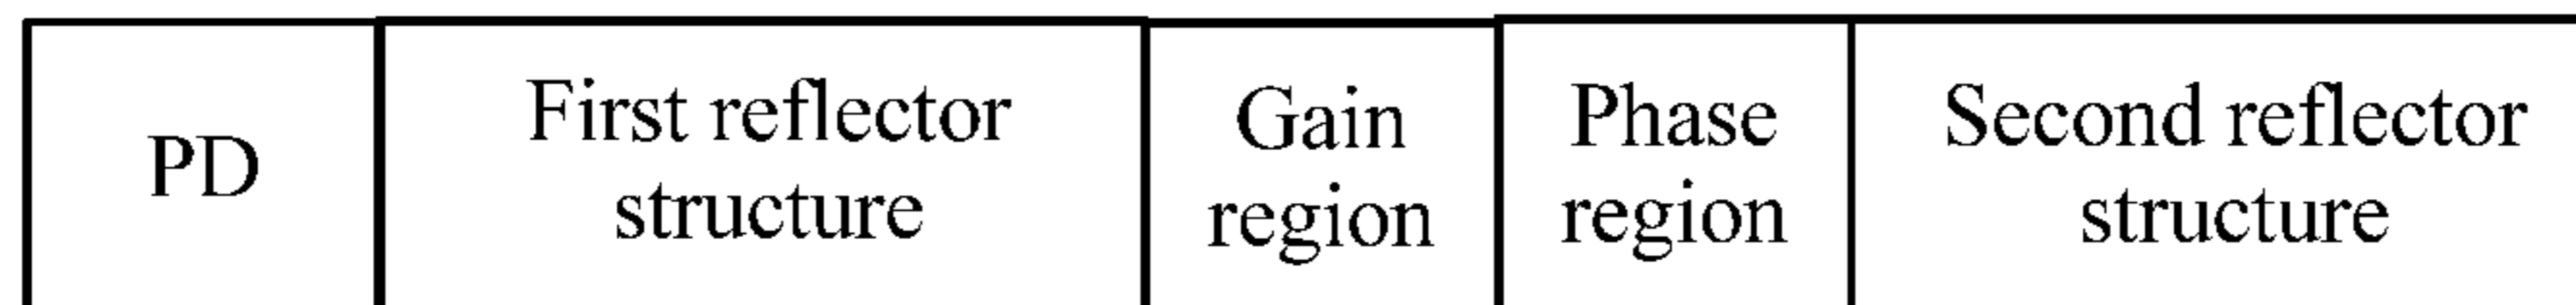 PD
First reflector
structure
Gain
region
Phase
region
Second reflector
structure